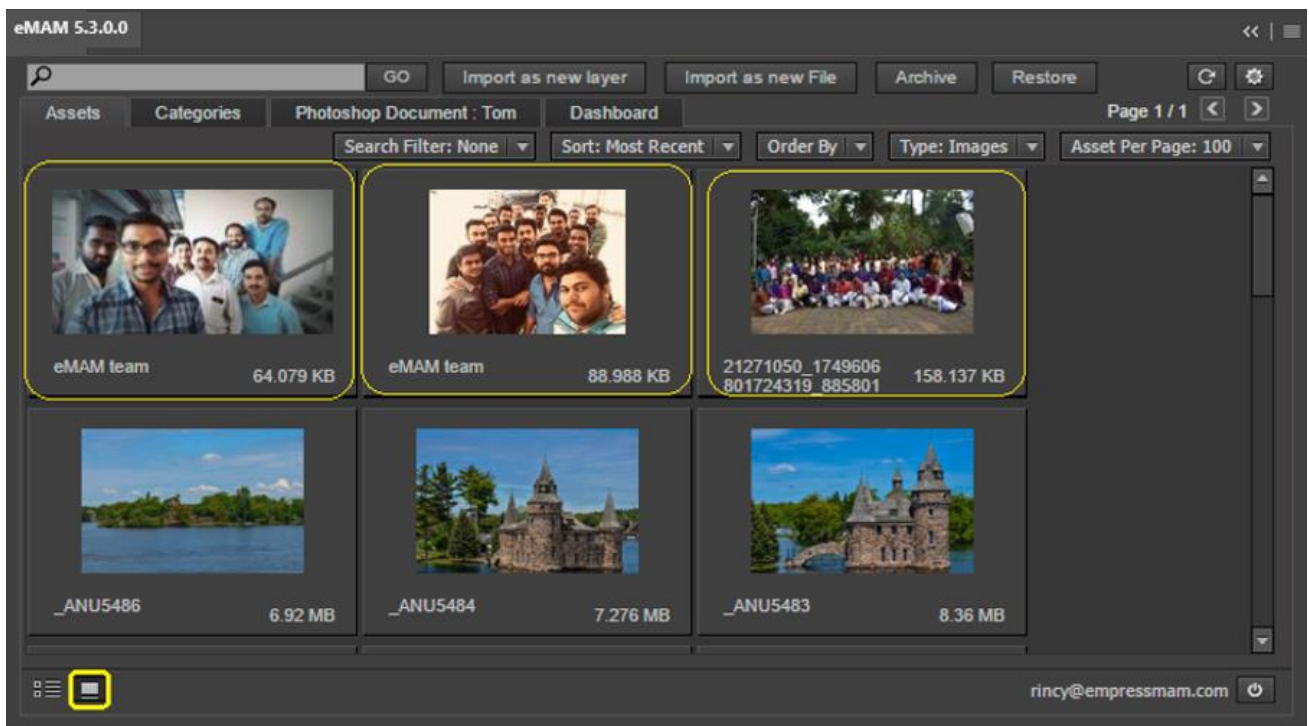 eMAM 5.3.0.0
GO
Import as new layer
Import as new File
Archive
Restore
Assets
Categories
Photoshop Document : Tom
Dashboard
Page 1 / 1
Search Filter: None
Sort: Most Recent
Order By
Type: Images
Asset Per Page: 100
eMAM team
64.079 KB
eMAM team
88.988 KB
21271050_1749606
801724319_885801
158.137 KB
_ANU5486
6.92 MB
_ANU5484
7.276 MB
_ANU5483
8.36 MB
rincy@empressmam.com